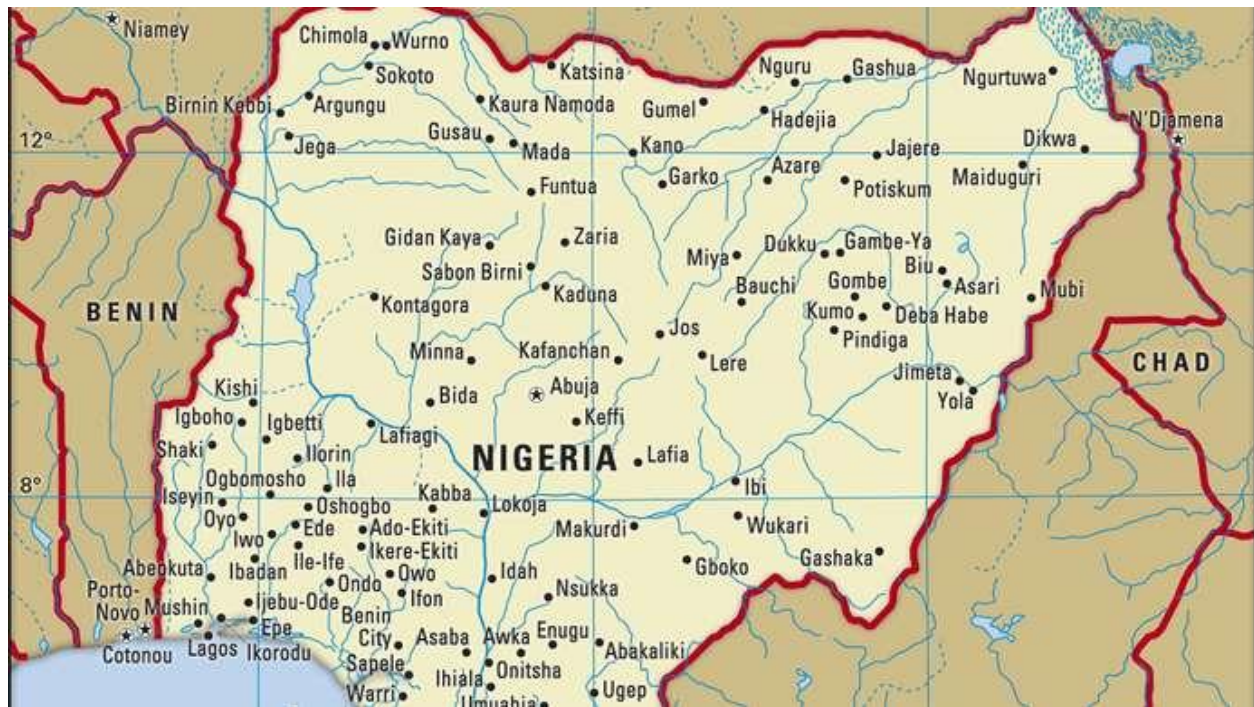 Niamey
Chimola
Wurno
Sokoto
Katsina
Nguru
Gashua
Ngurtuwa
Birnin Kebbi
Argungu
Kaura Namoda
Gumel
Hadejia
N'Djamena
12°
Jega
Gusau
Mada
Kano
Jajere
Dikwa
Funtua
Garko
Azare
Potiskum
Maiduguri
Gidan Kaya
Zaria
Miya
Dukku
Gambe-Ya
Sabon Birni
Biu
Asari
Mubi
BENIN
Kontagora
Kaduna
Bauchi
Gombe
Kumo
Deba Habe
Jos
Pindiga
Minna
Kafanchan
Lere
CHAD
Kishi
Bida
Abuja
Jimeta
Yola
Igboho
Igbetti
Lafiagi
Keffi
Shaki
Ilorin
NIGERIA
Lafia
8°
Ogbomosho
Ila
Iseyin
Oshogbo
Kabba
Lokoja
Ibi
Oyo
Ede
Ado-Ekiti
Makurdi
Wukari
Iwo
Ile-Ife
Ikere-Ekiti
Gboko
Gashaka
Abeokuta
Ibadan
Ondo
Owo
Idah
Nsukka
Porto-
Novo
Mushin
Ijebu-Ode
Ifon
Benin
City
Epe
Asaba
Awka
Enugu
Abakaliki
Cotonou
Lagos
Ikorodu
Sapele
Ihiala
Onitsha
Warri
Umuahia
Ugep